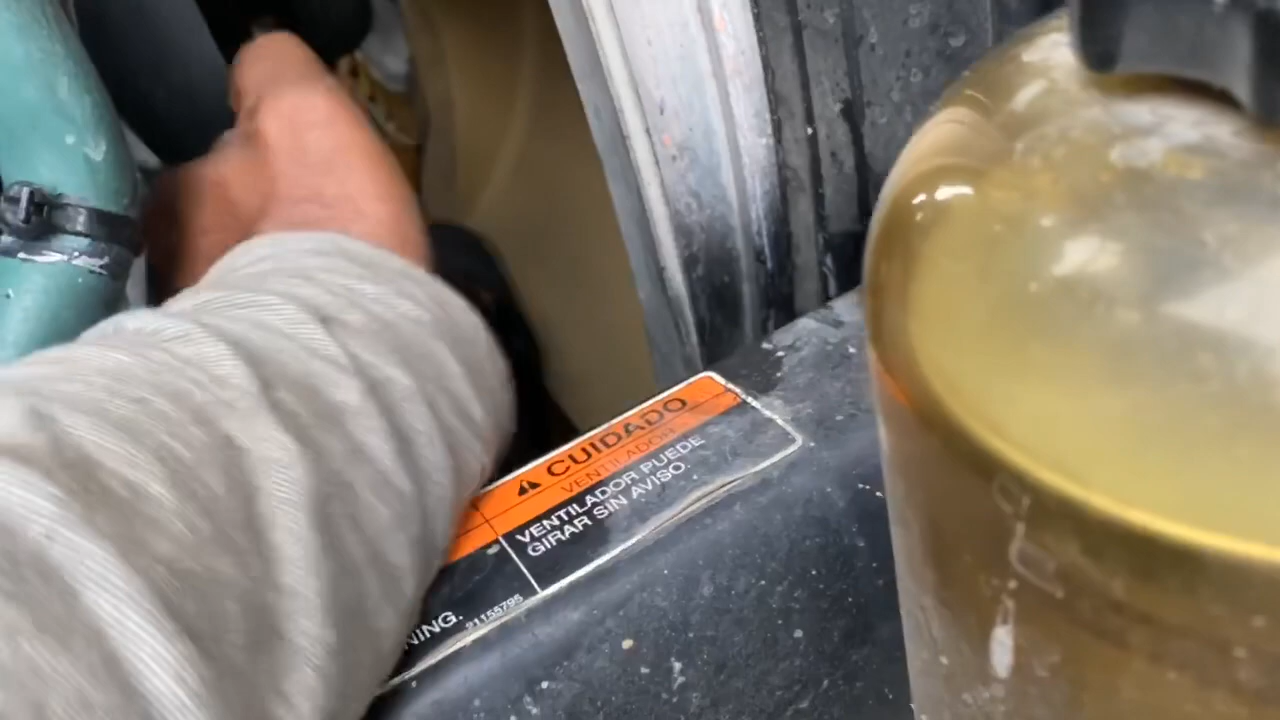 CUIDADO
VENTILADOR
VENTILADOR PUEDE
GIRAR SIN AVISO.
NING.
21155795